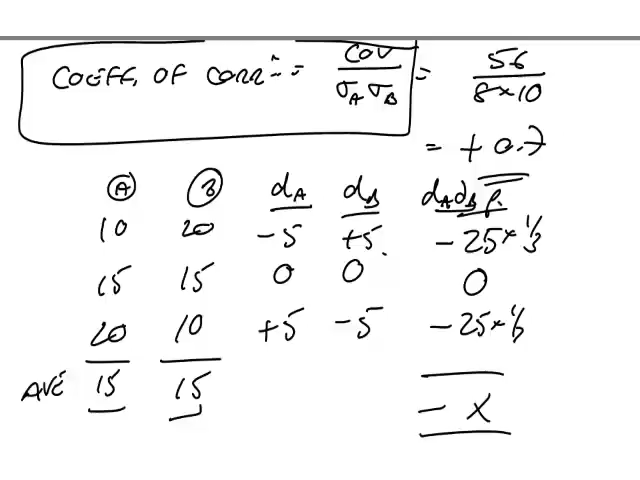 COEFF. OF CORR:= COV / σA σB = 56 / 8×10
= + 0.7
A B dA dB dAdB p.
10 20 -5 +5. -25×1/3
15 15 0 0 0
20 10 +5 -5 -25×1/3
AVE 15 15 - x